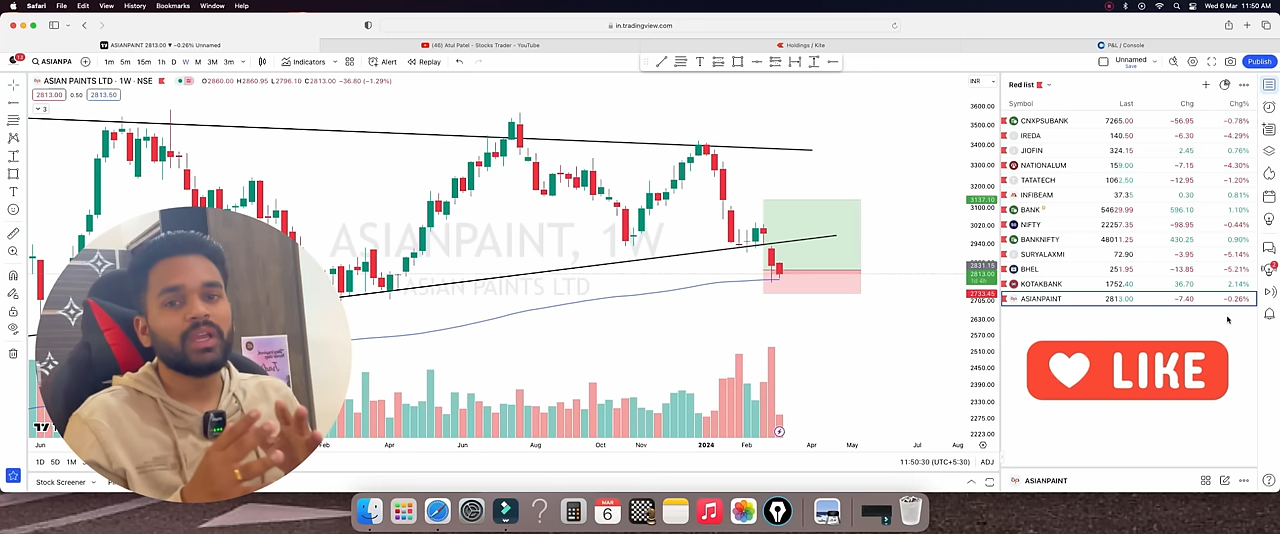 Safari File Edit View History Bookmarks Window Help Wed 6 Mar 11:50 AM
in.tradingview.com
ASIANPAINT 2813.00 ▼ −0.26% Unnamed
(46) Atul Patel - Stocks Trader - YouTube
Holdings / Kite
P&L / Console
ASIANPA 1m 5m 15m 1h D W M 3M 3m Indicators Alert Replay
Unnamed
Save
Publish
ASIAN PAINTS LTD · 1W · NSE O2860.00 H2860.95 L2796.10 C2813.00 −36.80 (−1.29%)
2813.00 0.50 2813.50
3
INR
3600.00
3400.00
3300.00
3200.00
3137.10
3100.00
3020.00
2940.00
2831.15
2813.00
1d 4h
2733.45
2705.00
2630.00
2570.00
2510.00
2450.00
2390.00
2330.00
2275.00
2223.00
ASIANPAINT, 1W
ASIAN PAINTS LTD
Jun Feb Apr Jun Aug Oct Nov 2024 Feb Apr May Jul Aug
1D 5D 1M
11:50:30 (UTC+5:30) ADJ
Stock Screener
Red list
Symbol Last Chg Chg%
CNXPSUBANK 7265.00 −56.95 −0.78%
IREDA 140.50 −6.30 −4.29%
JIOFIN 324.15 2.45 0.76%
NATIONALUM 159.00 −7.15 −4.30%
TATATECH 1062.50 −12.95 −1.20%
INFIBEAM 37.35 0.30 0.81%
BANK 54629.99 596.10 1.10%
NIFTY 22257.35 −98.95 −0.44%
BANKNIFTY 48011.25 430.25 0.90%
SURYALAXMI 72.90 −3.95 −5.14%
BHEL 251.95 −13.85 −5.21%
KOTAKBANK 1752.40 36.70 2.14%
ASIANPAINT 2813.00 −7.40 −0.26%
LIKE
ASIANPAINT
MAR
6